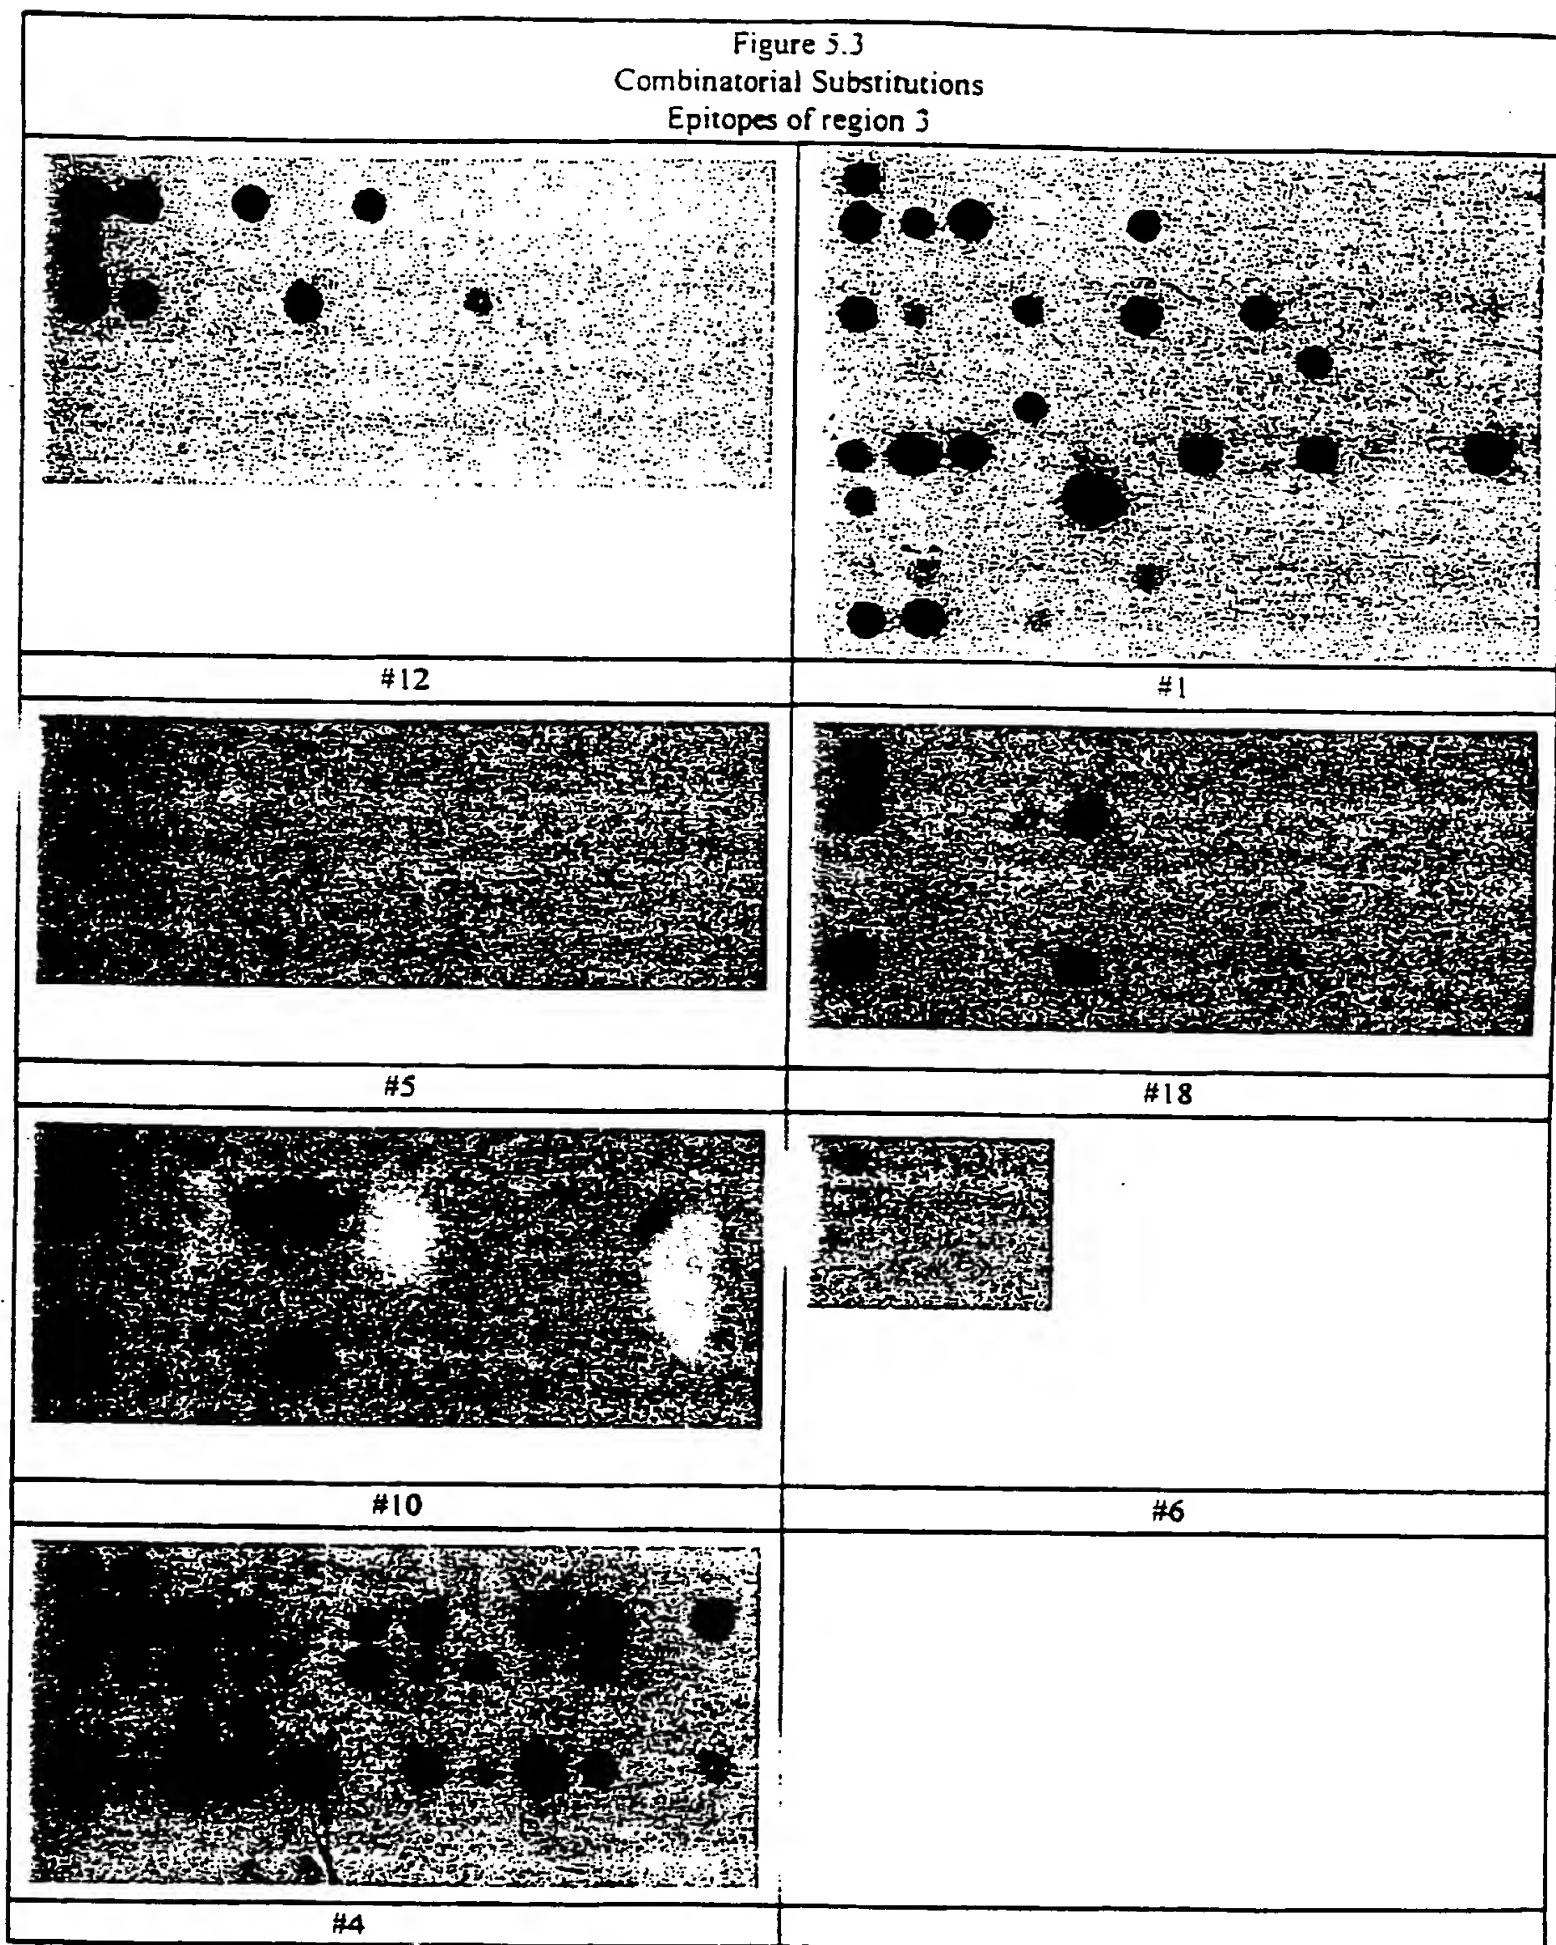 Figure 5.3
Combinatorial Substitutions
Epitopes of region 3
#12
#1
#5
#18
#10
#6
#4